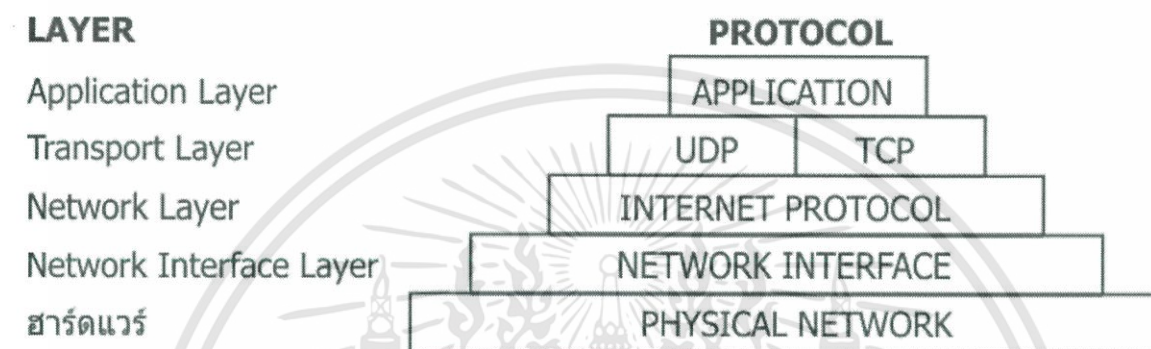 LAYER PROTOCOL
Application Layer APPLICATION
Transport Layer UDP TCP
Network Layer INTERNET PROTOCOL
Network Interface Layer NETWORK INTERFACE
ฮาร์ดแวร์ PHYSICAL NETWORK